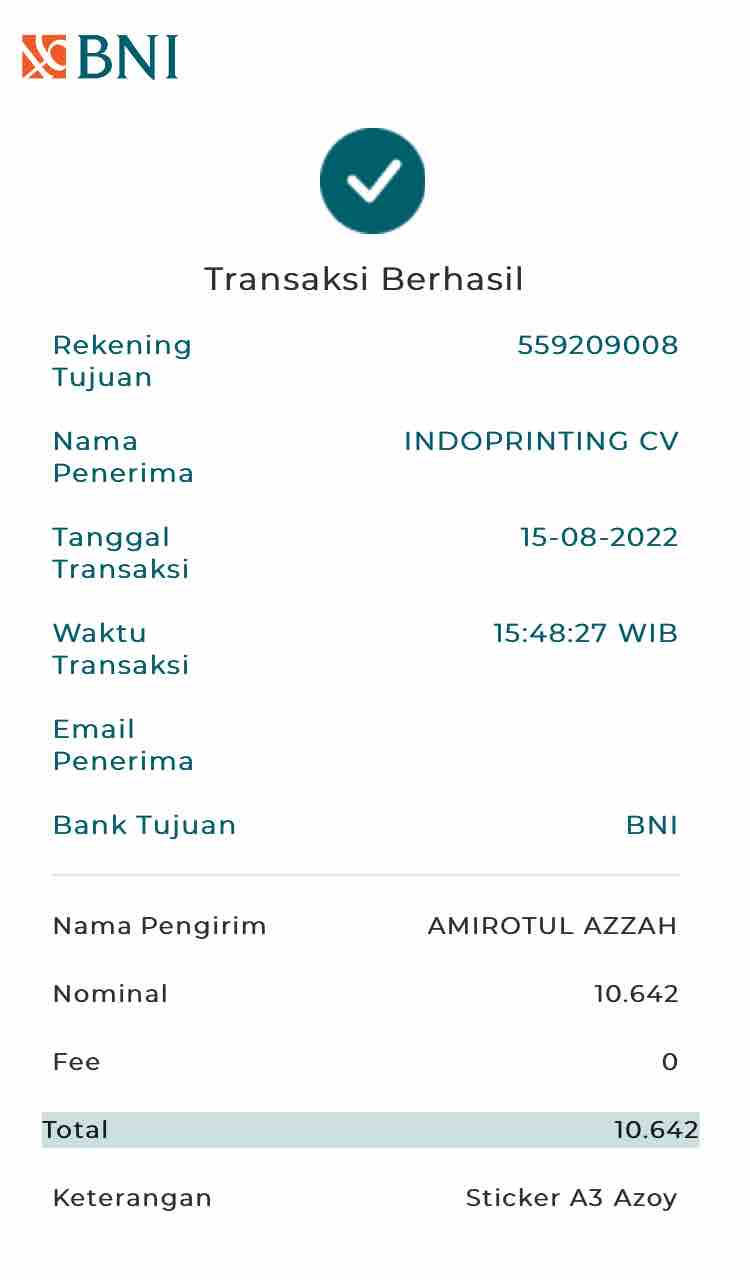 BNI
Transaksi Berhasil
Rekening Tujuan 559209008
Nama Penerima INDOPRINTING CV
Tanggal Transaksi 15-08-2022
Waktu Transaksi 15:48:27 WIB
Email Penerima
Bank Tujuan BNI
Nama Pengirim AMIROTUL AZZAH
Nominal 10.642
Fee 0
Total 10.642
Keterangan Sticker A3 Azoy